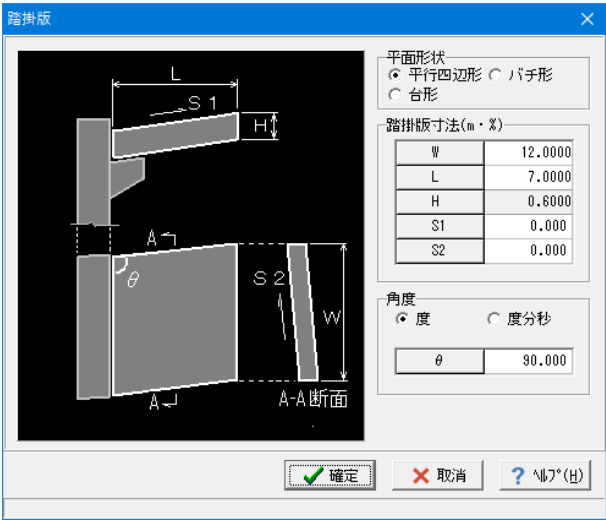 踏掛版
L
S 1
H
A
θ
S 2
W
A
A-A断面
平面形状
平行四辺形 バチ形
台形
踏掛版寸法(m・%)
W 12.0000
L 7.0000
H 0.6000
S1 0.000
S2 0.000
角度
度 度分秒
θ 90.000
確定 取消 ? ﾍﾙﾌﾟ(H)